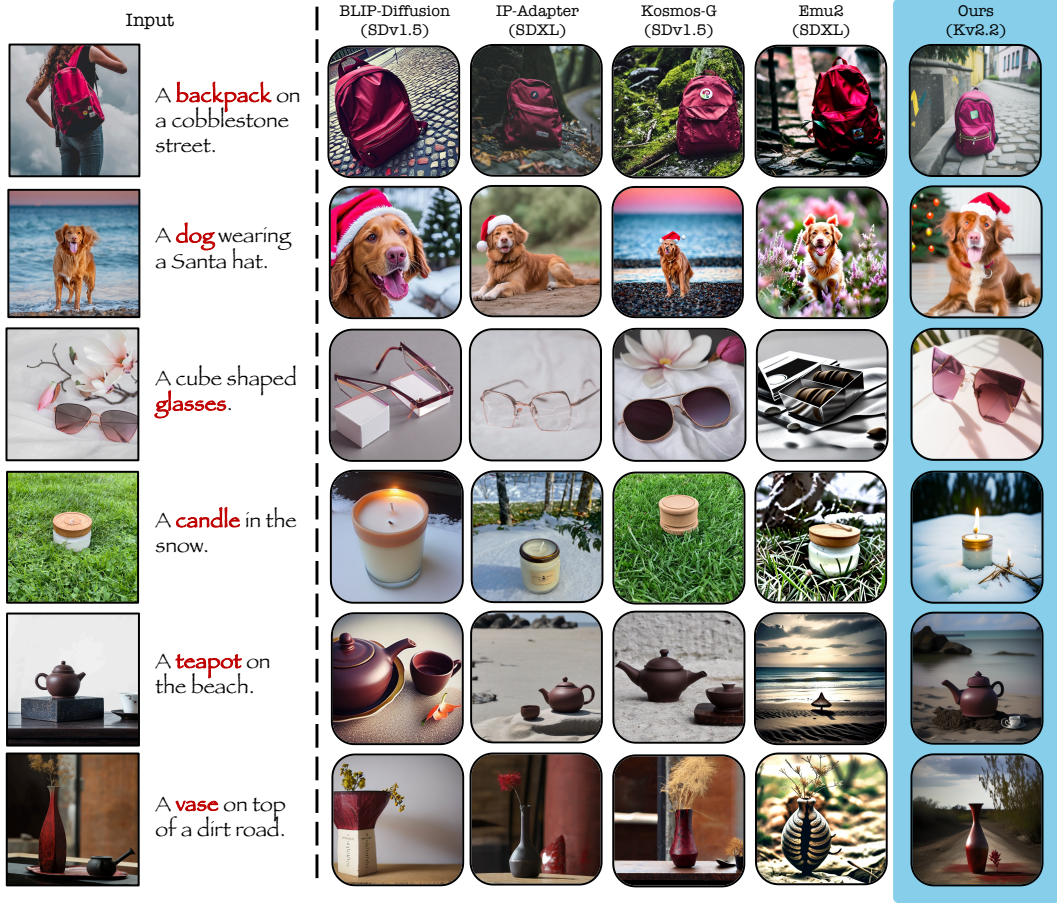 Input
BLIP-Diffusion
(SDv1.5)
IP-Adapter
(SDXL)
Kosmos-G
(SDv1.5)
Emu2
(SDXL)
Ours
(Kv2.2)
A backpack on
a cobblestone
street.
A dog wearing
a Santa hat.
A cube shaped
glasses.
A candle in the
snow.
A teapot on
the beach.
A vase on top
of a dirt road.